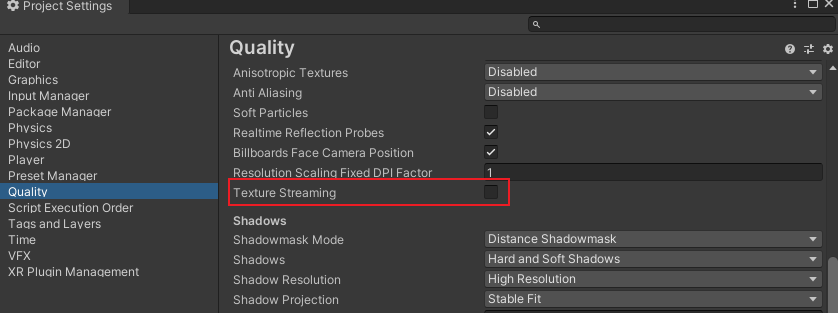 Project Settings
Audio
Editor
Graphics
Input Manager
Package Manager
Physics
Physics 2D
Player
Preset Manager
Quality
Script Execution Order
Tags and Layers
Time
VFX
XR Plugin Management
Quality
Anisotropic Textures Disabled
Anti Aliasing Disabled
Soft Particles
Realtime Reflection Probes
Billboards Face Camera Position
Resolution Scaling Fixed DPI Factor 1
Texture Streaming
Shadows
Shadowmask Mode Distance Shadowmask
Shadows Hard and Soft Shadows
Shadow Resolution High Resolution
Shadow Projection Stable Fit